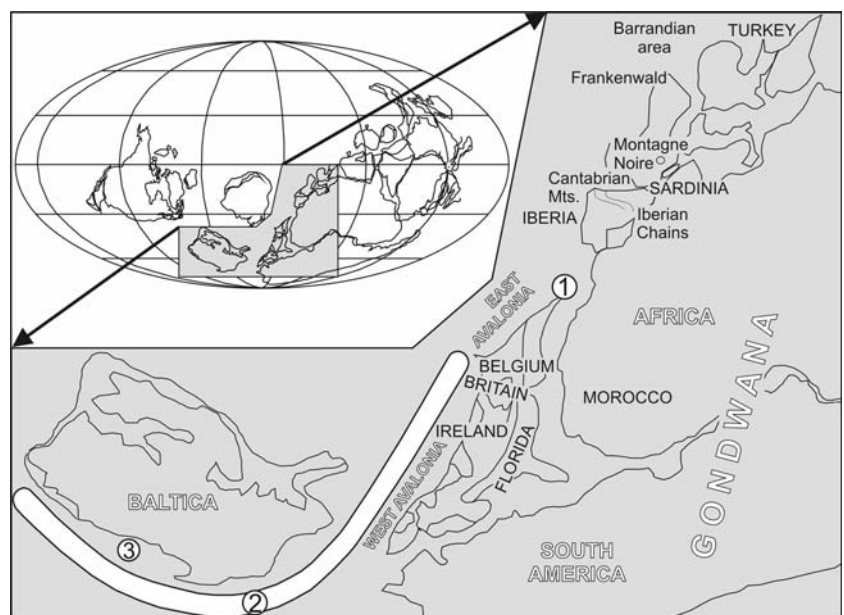 Barrandian
area
TURKEY
Frankenwald
Montagne
Noire
Cantabrian
Mts.
SARDINIA
IBERIA
Iberian
Chains
EAST
AVALONIA
1
AFRICA
BELGIUM
BRITAIN
MOROCCO
IRELAND
FLORIDA
WEST AVALONIA
GONDWANA
BALTICA
3
SOUTH
AMERICA
2